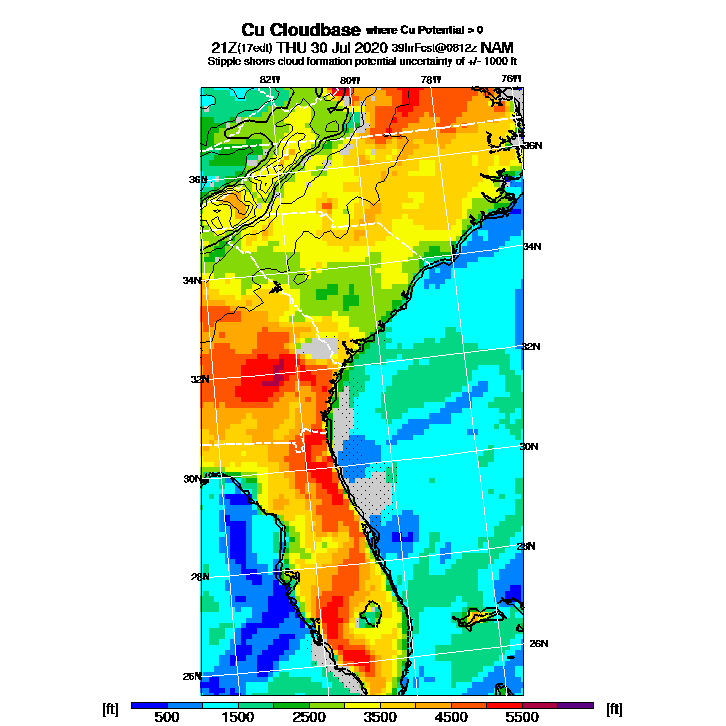 Cu Cloudbase where Cu Potential > 0
21Z(17edt) THU 30 Jul 2020 39hrFcst@0812z NAM
Stipple shows cloud formation potential uncertainty of +/- 1000 ft
82W 80W 78W 76W
36N 36N
34N 34N
32N 32N
30N 30N
28N 28N
26N 26N
[ft] 500 1500 2500 3500 4500 5500 [ft]